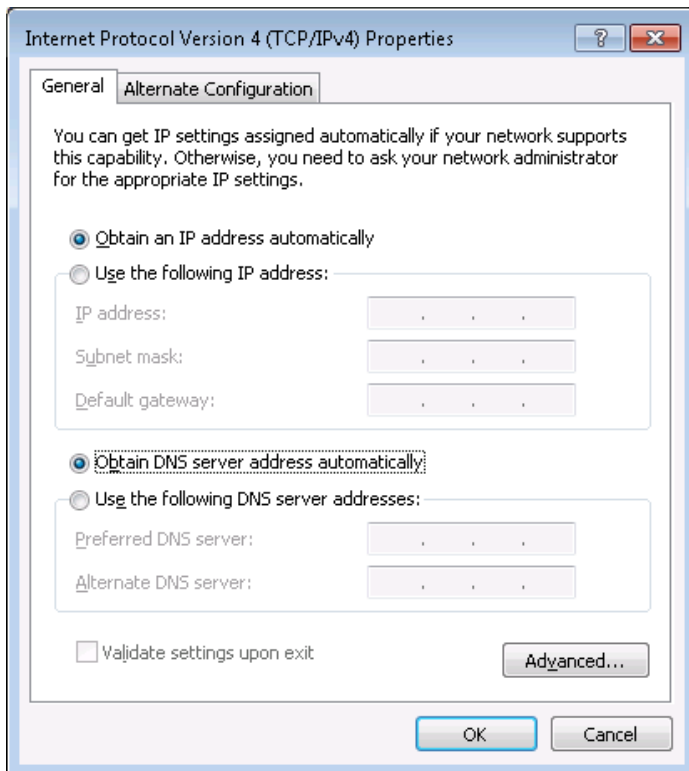 Internet Protocol Version 4 (TCP/IPv4) Properties
General
Alternate Configuration
You can get IP settings assigned automatically if your network supports
this capability. Otherwise, you need to ask your network administrator
for the appropriate IP settings.
Obtain an IP address automatically
Use the following IP address:
IP address:
Subnet mask:
Default gateway:
Obtain DNS server address automatically
Use the following DNS server addresses:
Preferred DNS server:
Alternate DNS server:
Validate settings upon exit
Advanced...
OK
Cancel